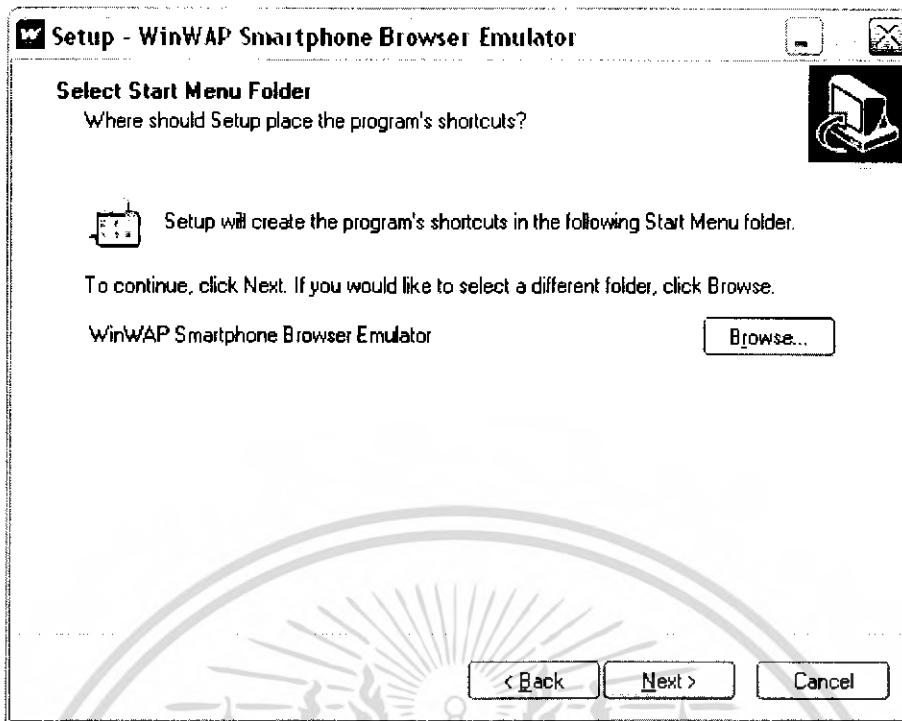 Setup - WinWAP Smartphone Browser Emulator
Select Start Menu Folder
Where should Setup place the program's shortcuts?
Setup will create the program's shortcuts in the following Start Menu folder.
To continue, click Next. If you would like to select a different folder, click Browse.
WinWAP Smartphone Browser Emulator
Browse...
< Back
Next >
Cancel